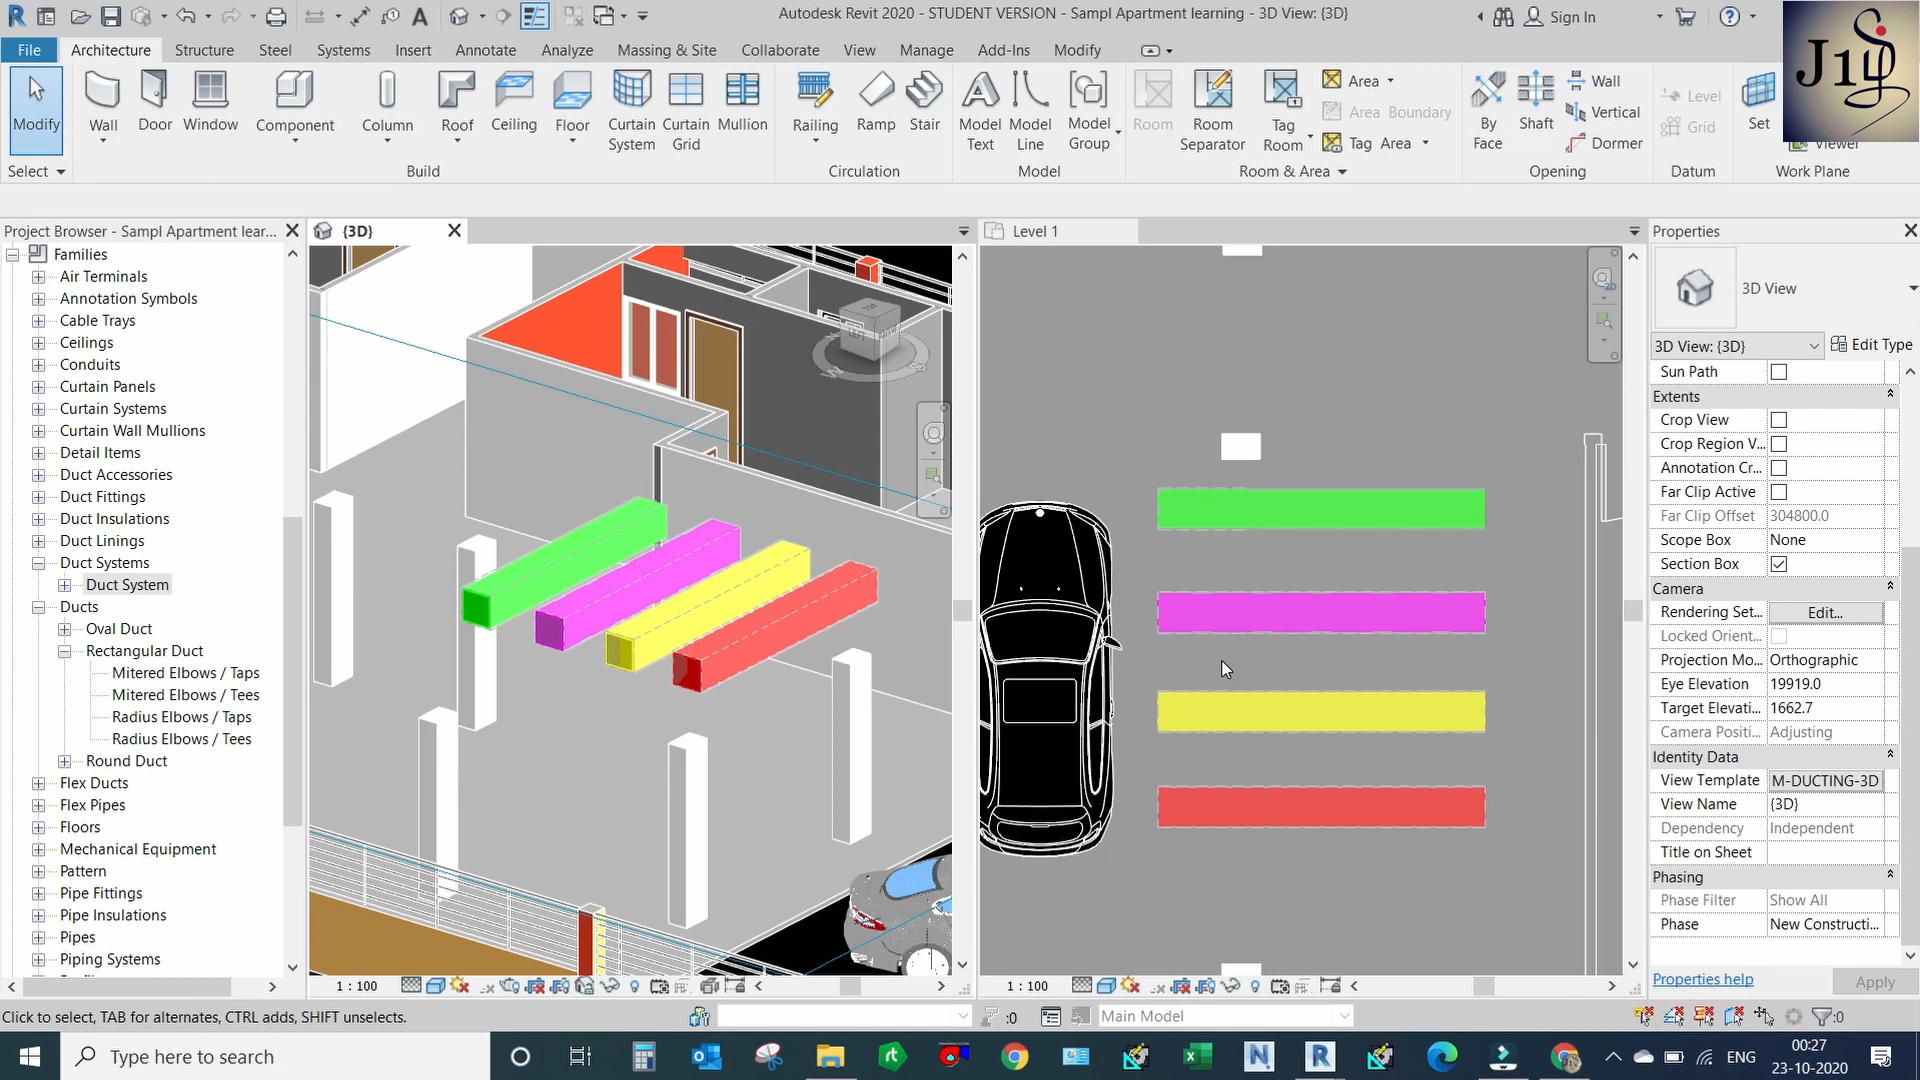 Autodesk Revit 2020 - STUDENT VERSION - Sampl Apartment learning - 3D View: {3D}
Sign In
File Architecture Structure Steel Systems Insert Annotate Analyze Massing & Site Collaborate View Manage Add-Ins Modify
Modify
Wall
Door
Window
Component
Column
Roof
Ceiling
Floor
Curtain System
Curtain Grid
Mullion
Railing
Ramp
Stair
Model Text
Model Line
Model Group
Room
Room Separator
Tag Room
Area
Area Boundary
Tag Area
By Face
Shaft
Wall
Vertical
Dormer
Level
Grid
Set
Viewer
Select
Build
Circulation
Model
Room & Area
Opening
Datum
Work Plane
Project Browser - Sampl Apartment lear...
{3D}
Level 1
Properties
Families
Air Terminals
Annotation Symbols
Cable Trays
Ceilings
Conduits
Curtain Panels
Curtain Systems
Curtain Wall Mullions
Detail Items
Duct Accessories
Duct Fittings
Duct Insulations
Duct Linings
Duct Systems
Duct System
Ducts
Oval Duct
Rectangular Duct
Mitered Elbows / Taps
Mitered Elbows / Tees
Radius Elbows / Taps
Radius Elbows / Tees
Round Duct
Flex Ducts
Flex Pipes
Floors
Mechanical Equipment
Pattern
Pipe Fittings
Pipe Insulations
Pipes
Piping Systems
3D View
3D View: {3D} Edit Type
Sun Path
Extents
Crop View
Crop Region V...
Annotation Cr...
Far Clip Active
Far Clip Offset 304800.0
Scope Box None
Section Box
Camera
Rendering Set... Edit...
Locked Orient...
Projection Mo... Orthographic
Eye Elevation 19919.0
Target Elevati... 1662.7
Camera Positi... Adjusting
Identity Data
View Template M-DUCTING-3D
View Name {3D}
Dependency Independent
Title on Sheet
Phasing
Phase Filter Show All
Phase New Constructi...
Properties help Apply
1 : 100
1 : 100
Click to select, TAB for alternates, CTRL adds, SHIFT unselects.
:0
Main Model
:0
Type here to search
ENG
00:27
23-10-2020